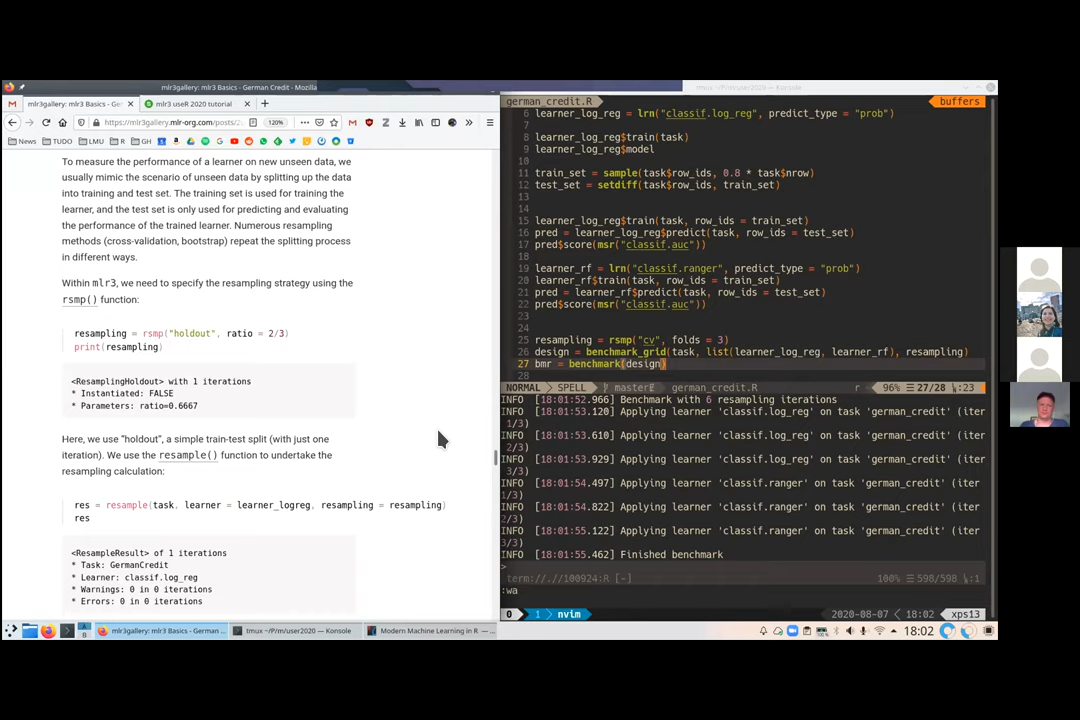 mlr3gallery: mlr3 Basics - German Credit - Mozilla
tmux ~/P/m/user2020 — Konsole
mlr3gallery: mlr3 Basics - Ge
mlr3 useR 2020 tutorial
https://mlr3gallery.mlr-org.com/posts/2
120%
News
TUDO
LMU
R
GH
To measure the performance of a learner on new unseen data, we
usually mimic the scenario of unseen data by splitting up the data
into training and test set. The training set is used for training the
learner, and the test set is only used for predicting and evaluating
the performance of the trained learner. Numerous resampling
methods (cross-validation, bootstrap) repeat the splitting process
in different ways.
Within mlr3, we need to specify the resampling strategy using the
rsmp() function:
resampling = rsmp("holdout", ratio = 2/3)
print(resampling)
<ResamplingHoldout> with 1 iterations
* Instantiated: FALSE
* Parameters: ratio=0.6667
Here, we use "holdout", a simple train-test split (with just one
iteration). We use the resample() function to undertake the
resampling calculation:
res = resample(task, learner = learner_logreg, resampling = resampling)
res
<ResampleResult> of 1 iterations
* Task: GermanCredit
* Learner: classif.log_reg
* Warnings: 0 in 0 iterations
* Errors: 0 in 0 iterations
german_credit.R
buffers
6 learner_log_reg = lrn("classif.log_reg", predict_type = "prob")
7
8 learner_log_reg$train(task)
9 learner_log_reg$model
10
11 train_set = sample(task$row_ids, 0.8 * task$nrow)
12 test_set = setdiff(task$row_ids, train_set)
13
14
15 learner_log_reg$train(task, row_ids = train_set)
16 pred = learner_log_reg$predict(task, row_ids = test_set)
17 pred$score(msr("classif.auc"))
18
19 learner_rf = lrn("classif.ranger", predict_type = "prob")
20 learner_rf$train(task, row_ids = train_set)
21 pred = learner_rf$predict(task, row_ids = test_set)
22 pred$score(msr("classif.auc"))
23
24
25 resampling = rsmp("cv", folds = 3)
26 design = benchmark_grid(task, list(learner_log_reg, learner_rf), resampling)
27 bmr = benchmark(design)
28
NORMAL SPELL master german_credit.R r 96% 27/28 :23
INFO [18:01:52.966] Benchmark with 6 resampling iterations
INFO [18:01:53.120] Applying learner 'classif.log_reg' on task 'german_credit' (iter
1/3)
INFO [18:01:53.610] Applying learner 'classif.log_reg' on task 'german_credit' (iter
2/3)
INFO [18:01:53.929] Applying learner 'classif.log_reg' on task 'german_credit' (iter
3/3)
INFO [18:01:54.497] Applying learner 'classif.ranger' on task 'german_credit' (iter
1/3)
INFO [18:01:54.822] Applying learner 'classif.ranger' on task 'german_credit' (iter
2/3)
INFO [18:01:55.122] Applying learner 'classif.ranger' on task 'german_credit' (iter
3/3)
INFO [18:01:55.462] Finished benchmark
>
term://.//100924:R [-] 100% 598/598 :1
:wa
0 1 nvim 2020-08-07 18:02 xps13
mlr3gallery: mlr3 Basics - German ...
tmux ~/P/m/user2020 — Konsole
Modern Machine Learning in R — ...
18:02